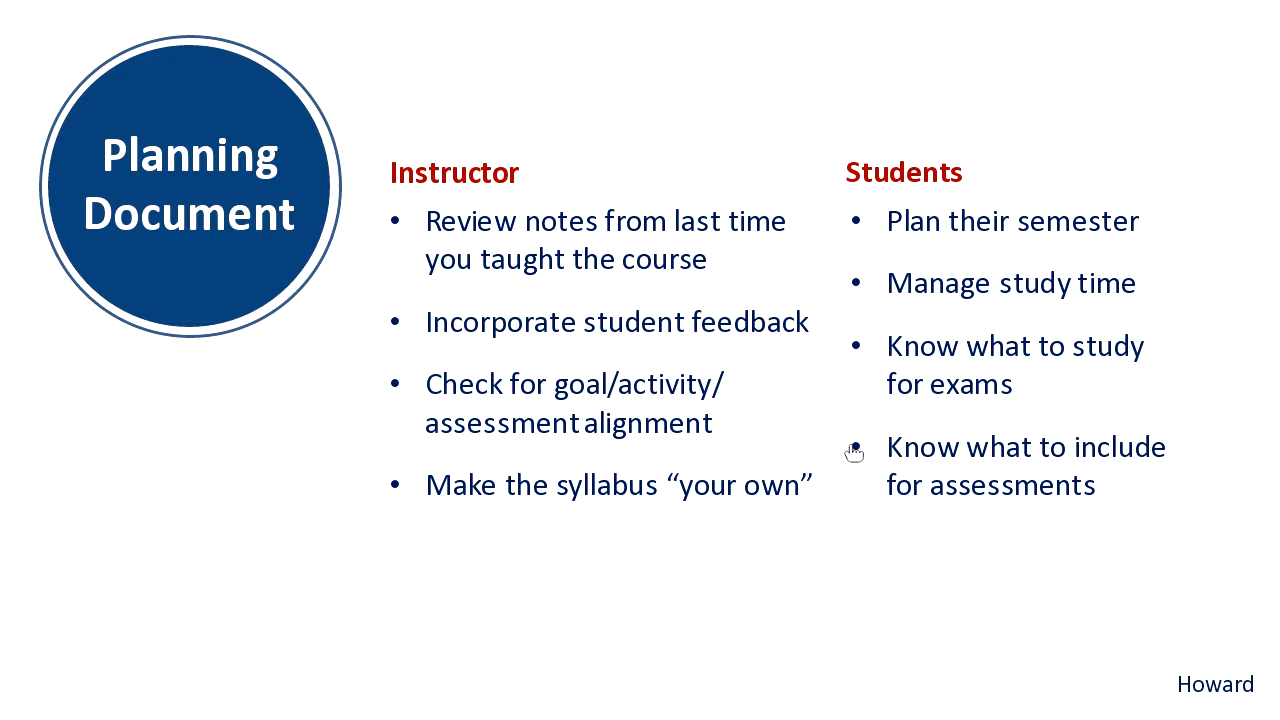 Planning
Document
Instructor
• Review notes from last time
you taught the course
• Incorporate student feedback
• Check for goal/activity/
assessment alignment
• Make the syllabus “your own”
Students
• Plan their semester
• Manage study time
• Know what to study
for exams
• Know what to include
for assessments
Howard